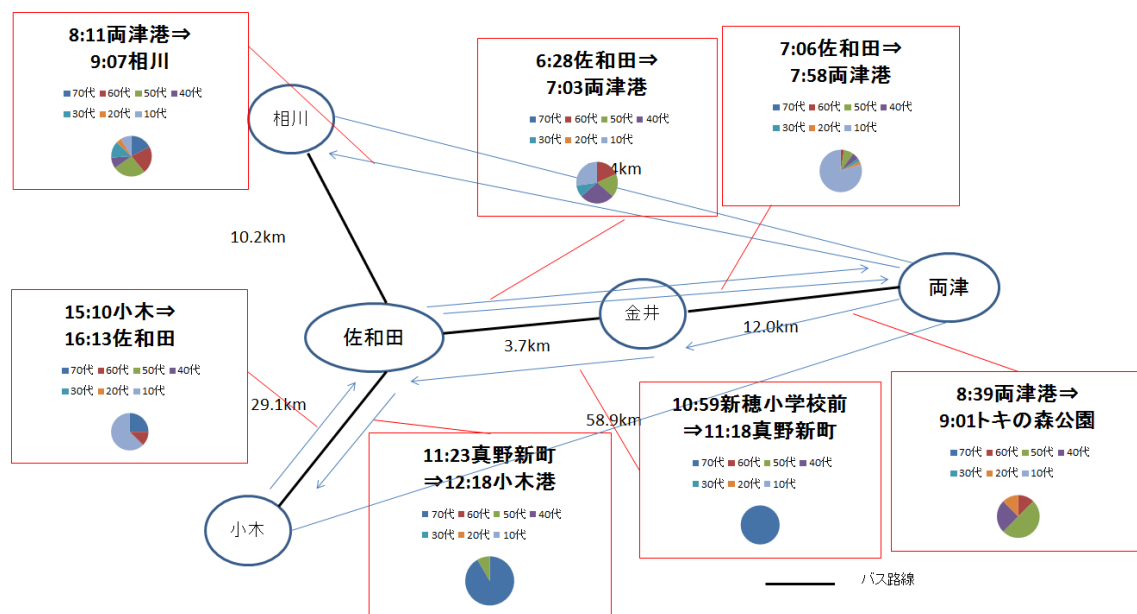 8:11両津港⇒
9:07相川
■70代 ■60代 ■50代 ■40代
■30代 ■20代 ■10代
6:28佐和田⇒
7:03両津港
■70代 ■60代 ■50代 ■40代
■30代 ■20代 ■10代
4km
7:06佐和田⇒
7:58両津港
■70代 ■60代 ■50代 ■40代
■30代 ■20代 ■10代
相川
10.2km
両津
金井
12.0km
佐和田
3.7km
15:10小木⇒
16:13佐和田
■70代 ■60代 ■50代 ■40代
■30代 ■20代 ■10代
29.1km
58.9km
11:23真野新町
⇒12:18小木港
■70代 ■60代 ■50代 ■40代
■30代 ■20代 ■10代
10:59新穂小学校前
⇒11:18真野新町
■70代 ■60代 ■50代 ■40代
■30代 ■20代 ■10代
8:39両津港⇒
9:01トキの森公園
■70代 ■60代 ■50代 ■40代
■30代 ■20代 ■10代
小木
バス路線